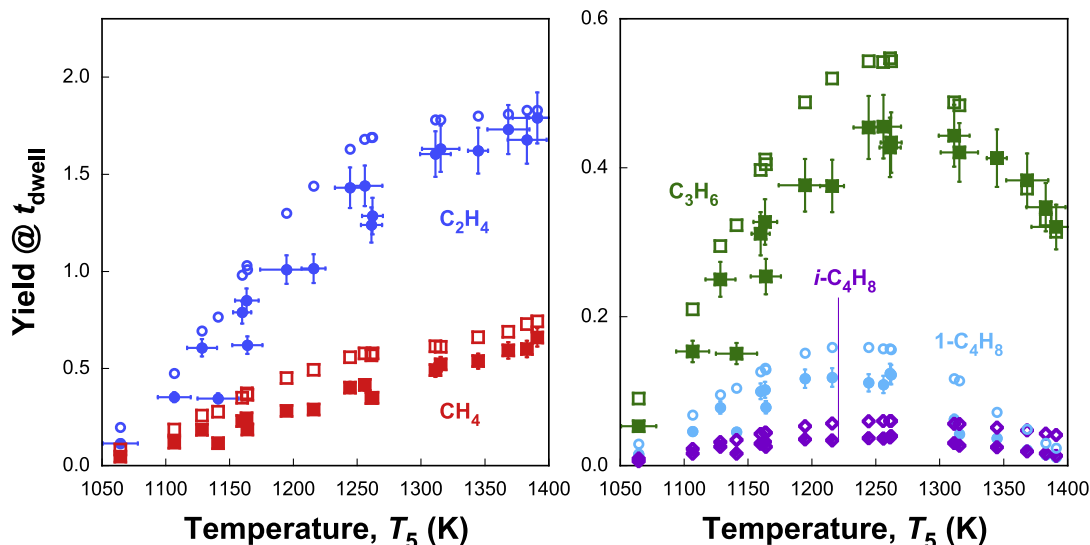 Yield @ t_dwell
2.0
1.5
1.0
0.5
0.0
C₂H₄
CH₄
1050 1100 1150 1200 1250 1300 1350 1400
Temperature, T₅ (K)
0.6
0.4
0.2
0.0
C₃H₆
i-C₄H₈
1-C₄H₈
1050 1100 1150 1200 1250 1300 1350 1400
Temperature, T₅ (K)